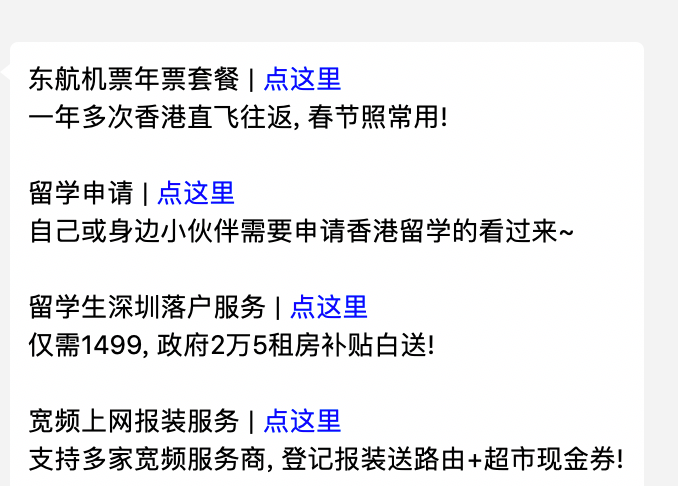 东航机票年票套餐 | 点这里
一年多次香港直飞往返, 春节照常用!
留学申请 | 点这里
自己或身边小伙伴需要申请香港留学的看过来~
留学生深圳落户服务 | 点这里
仅需1499, 政府2万5租房补贴白送!
宽频上网报装服务 | 点这里
支持多家宽频服务商, 登记报装送路由+超市现金券!